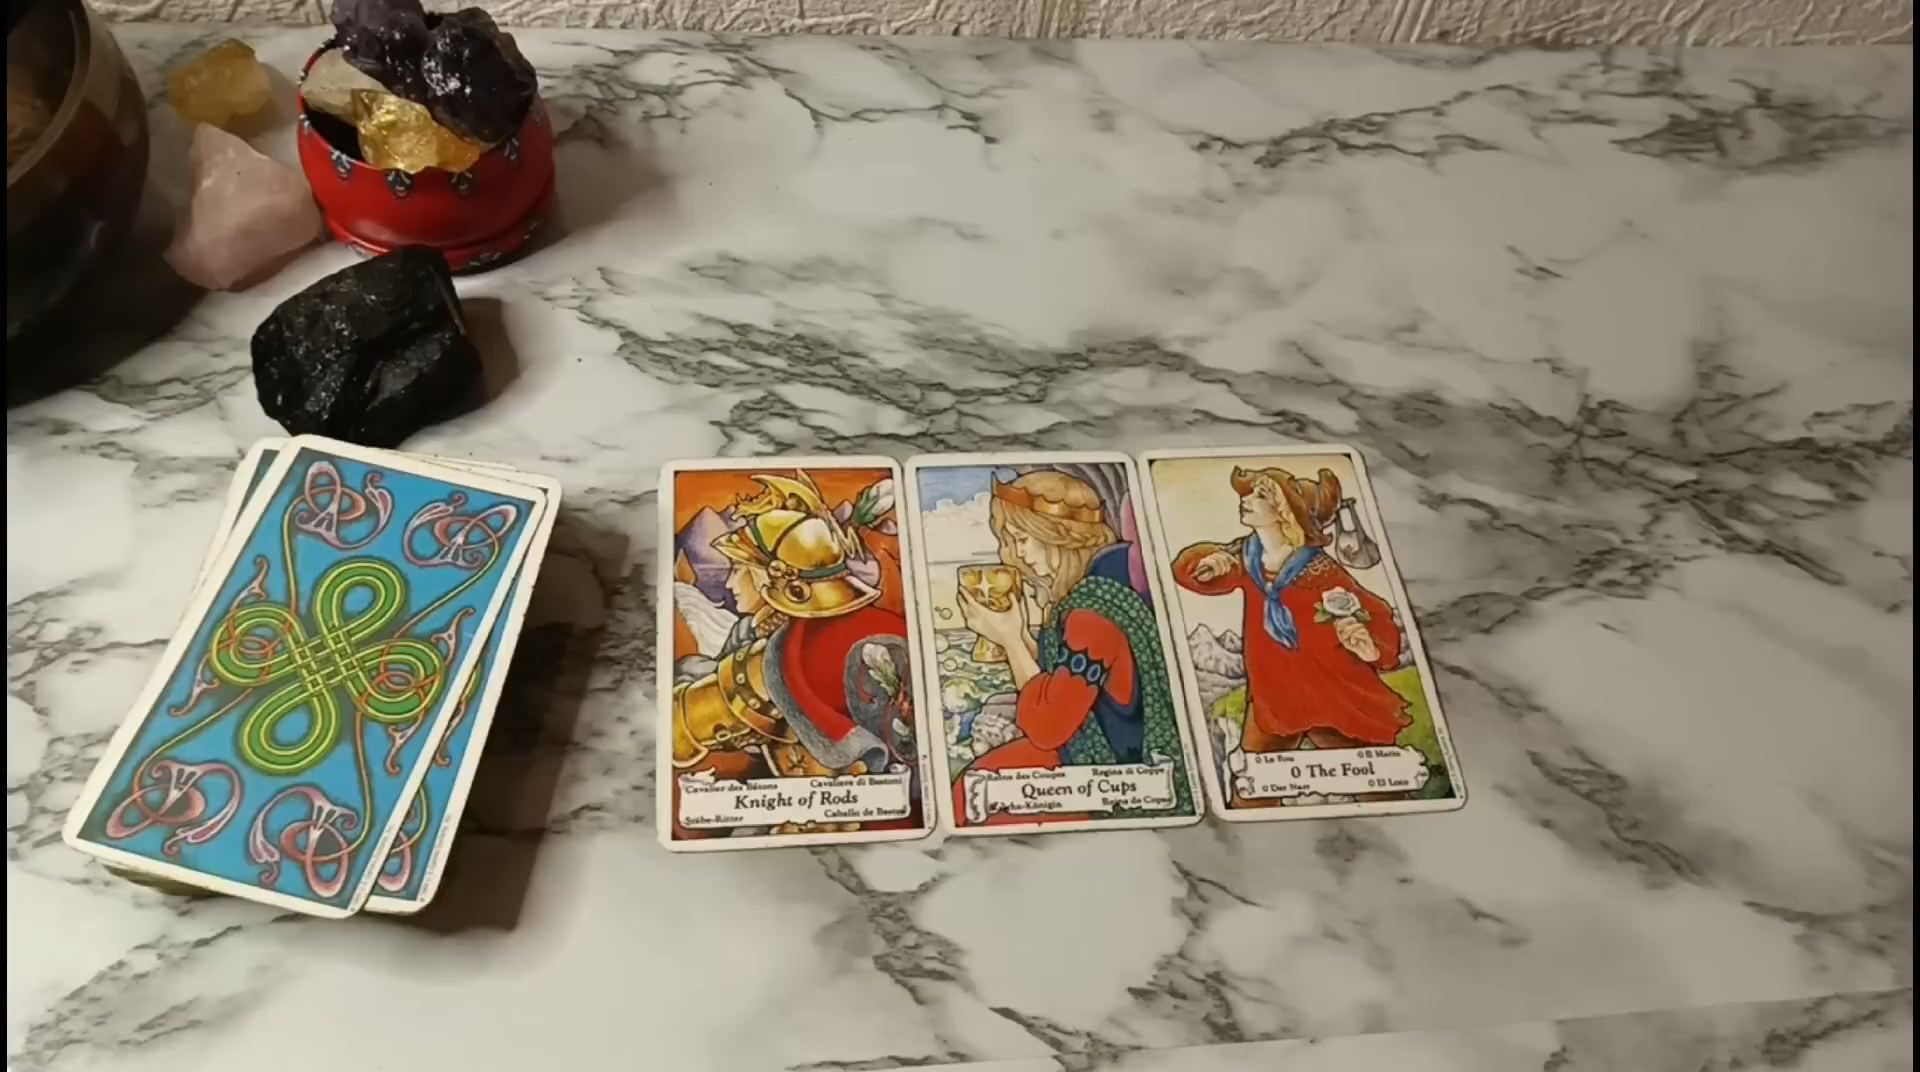 Cavalier des Bâtons Cavaliere di Bastoni
Knight of Rods
Stäbe-Ritter Caballo de Bastos
Reine des Coupes Regina di Coppe
Queen of Cups
Kelch-Königin Reina de Copas
0 Le Fou 0 Il Matto
0 The Fool
0 Der Narr 0 El Loco